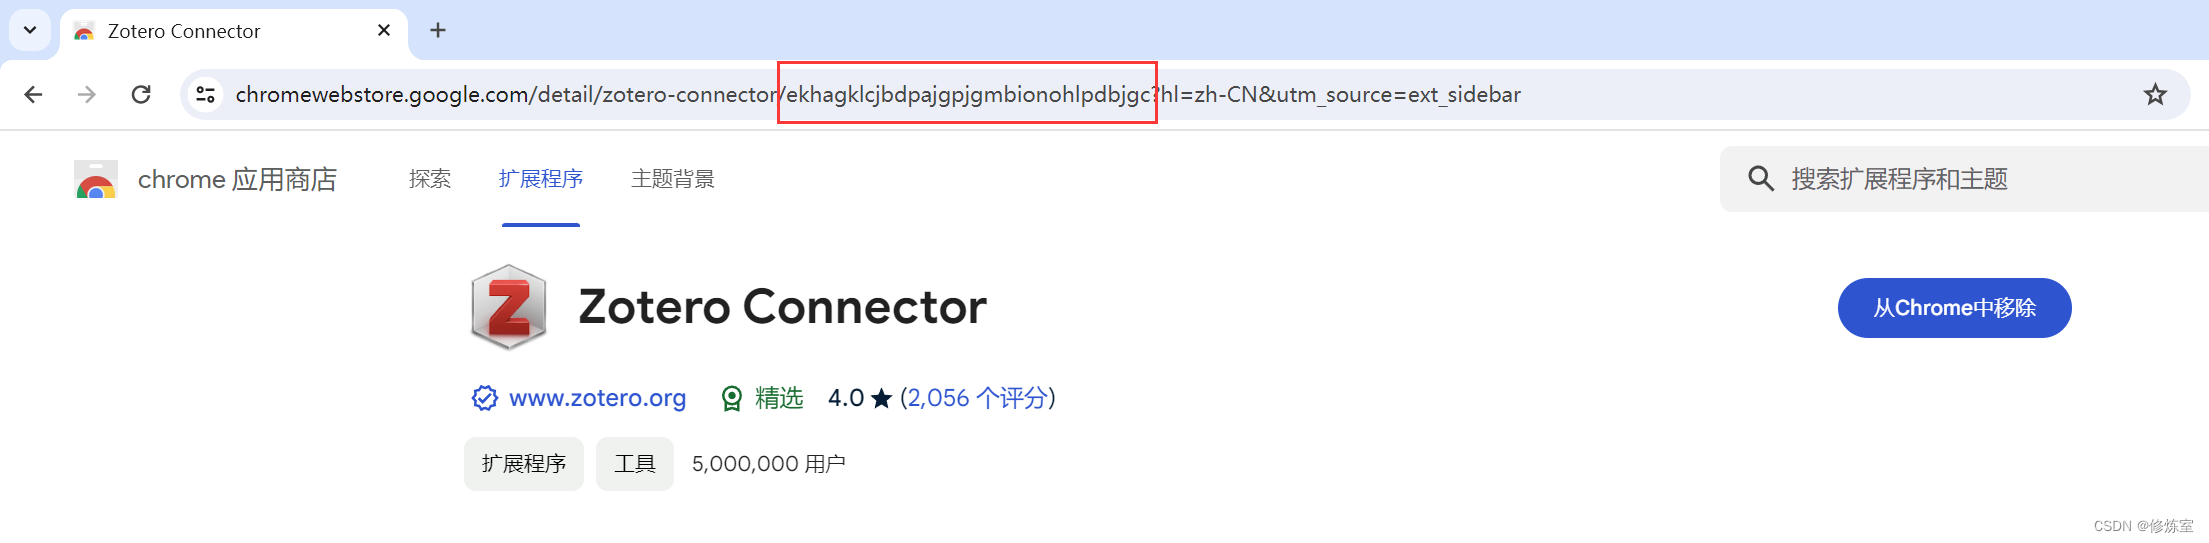 Zotero Connector
chromewebstore.google.com/detail/zotero-connector/ekhagklcjbdpajgpjgmbionohlpdbjgc?hl=zh-CN&utm_source=ext_sidebar
chrome 应用商店 探索 扩展程序 主题背景 搜索扩展程序和主题
Z Zotero Connector 从Chrome中移除
www.zotero.org 精选 4.0 ★ (2,056 个评分)
扩展程序 工具 5,000,000 用户
CSDN @修炼室